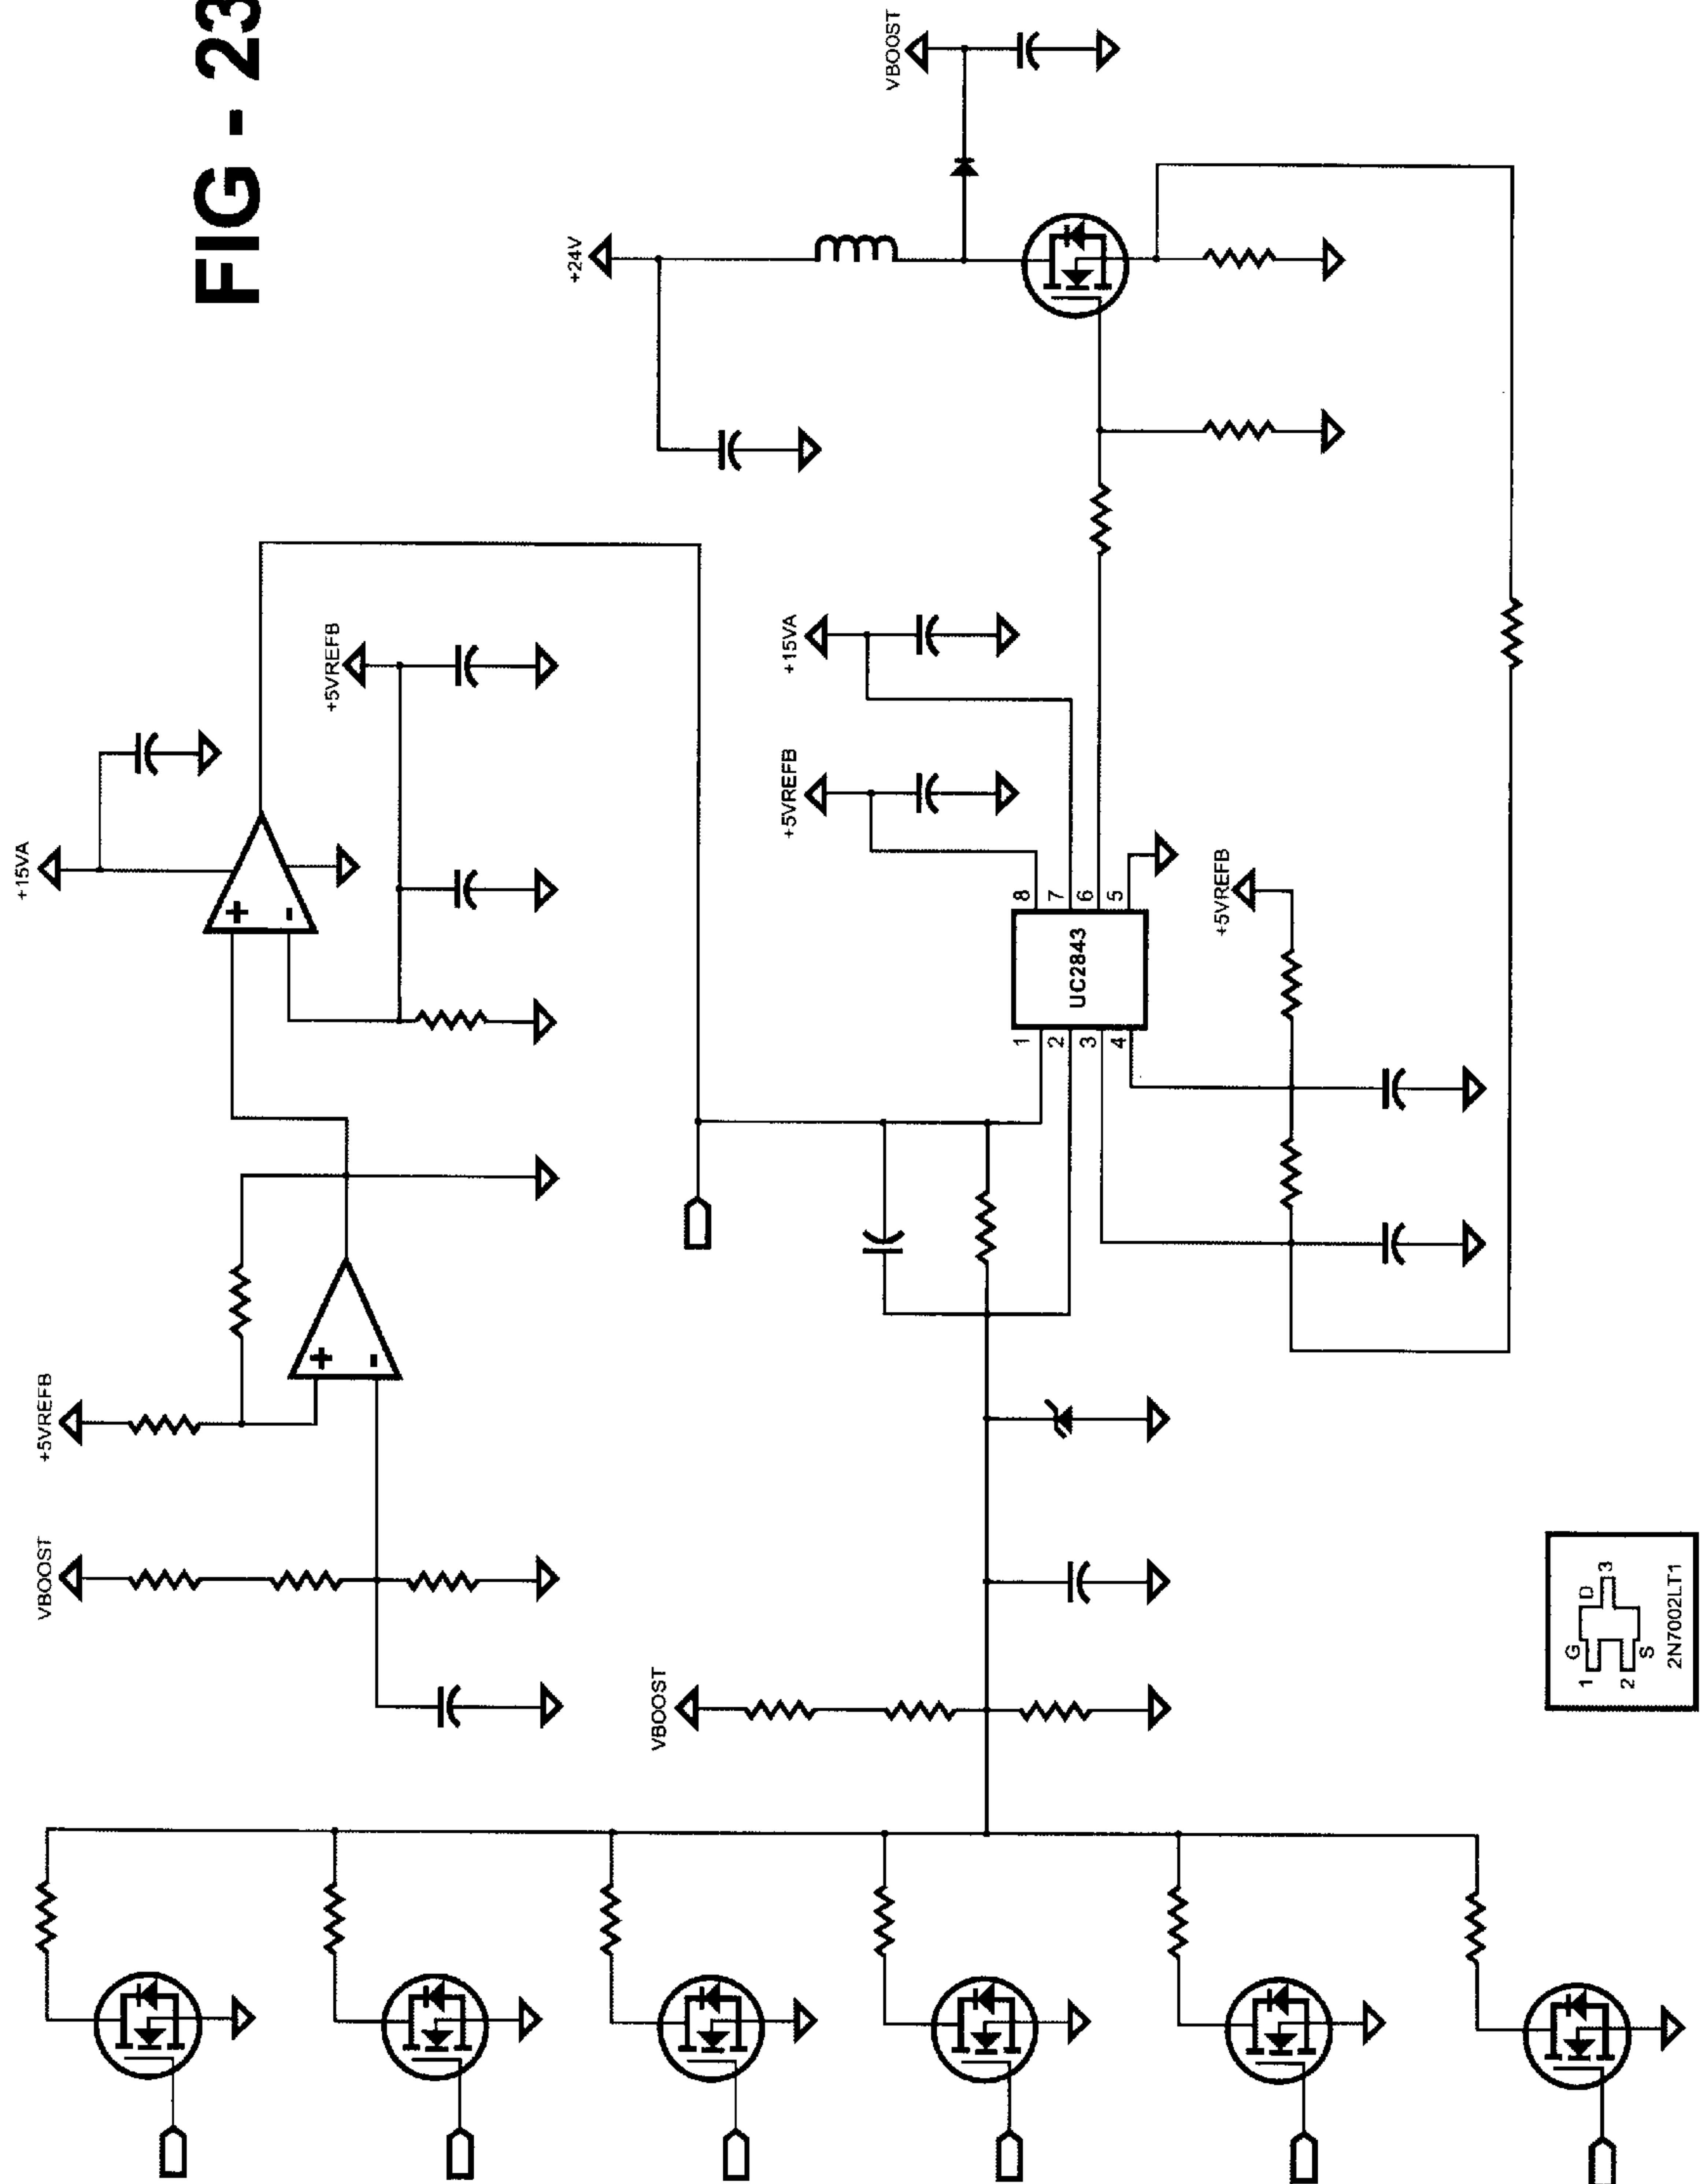 FIG - 23
+15VA
+5VREFB
VBOOST
+
-
+
-
+5VREFB
+24V
VBOOST
VBOOST
+5VREFB
+15VA
1
2
3
4
UC2843
8
7
6
5
+5VREFB
1
G
D
3
2
S
2N7002LT1